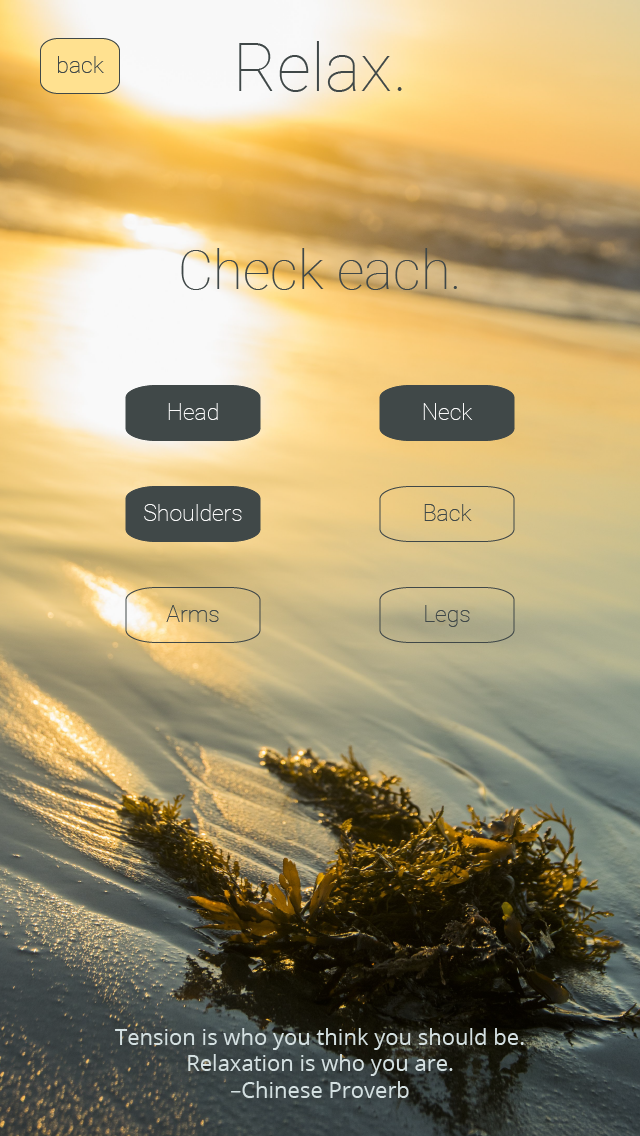 back
Relax.
Check each.
Head
Neck
Shoulders
Back
Arms
Legs
Tension is who you think you should be.
Relaxation is who you are.
–Chinese Proverb